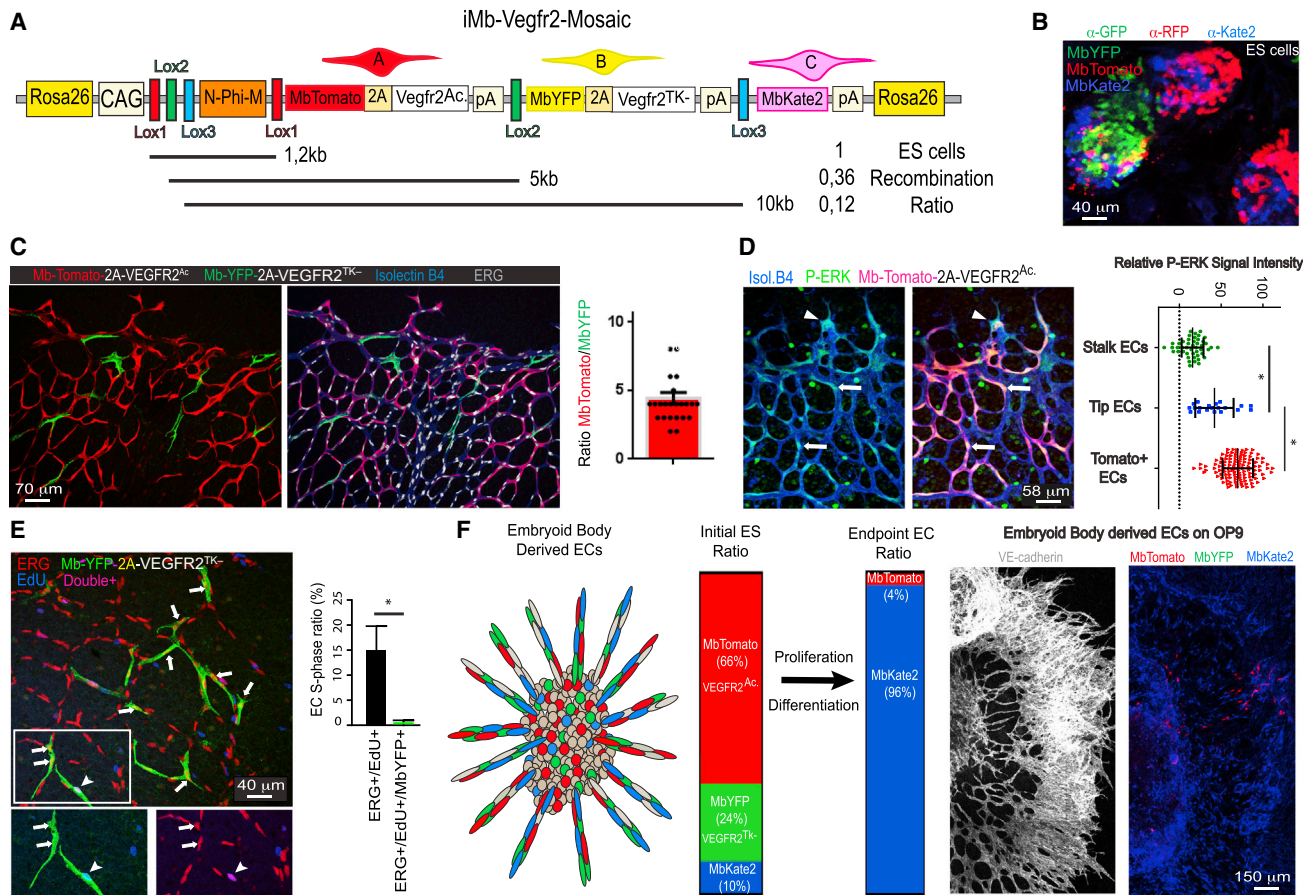 A
iMb-Vegfr2-Mosaic
A
B
C
Lox2
Rosa26
CAG
N-Phi-M
MbTomato
2A
Vegfr2Ac.
pA
MbYFP
2A
Vegfr2TK-
pA
MbKate2
pA
Rosa26
Lox1
Lox3
Lox1
Lox2
Lox3
1,2kb
5kb
10kb
1 ES cells
0,36 Recombination
0,12 Ratio
B
α-GFP α-RFP α-Kate2
MbYFP
MbTomato
MbKate2
ES cells
40 μm
C
Mb-Tomato-2A-VEGFR2Ac Mb-YFP-2A-VEGFR2TK– Isolectin B4 ERG
70 μm
Ratio MbTomato/MbYFP
10
5
0
D
Isol.B4 P-ERK Mb-Tomato-2A-VEGFR2Ac.
58 μm
Relative P-ERK Signal Intensity
0
50
100
Stalk ECs
Tip ECs
Tomato+
ECs
*
*
E
ERG Mb-YFP-2A-VEGFR2TK–
EdU Double+
40 μm
EC S-phase ratio (%)
25
20
15
10
5
0
*
ERG+/EdU+
ERG+/EdU+/MbYFP+
F
Embryoid Body
Derived ECs
Initial ES
Ratio
MbTomato
(66%)
VEGFR2Ac.
MbYFP
(24%)
VEGFR2Tk-
MbKate2
(10%)
Proliferation
Differentiation
Endpoint EC
Ratio
MbTomato
(4%)
MbKate2
(96%)
Embryoid Body derived ECs on OP9
VE-cadherin
MbTomato MbYFP MbKate2
150 μm